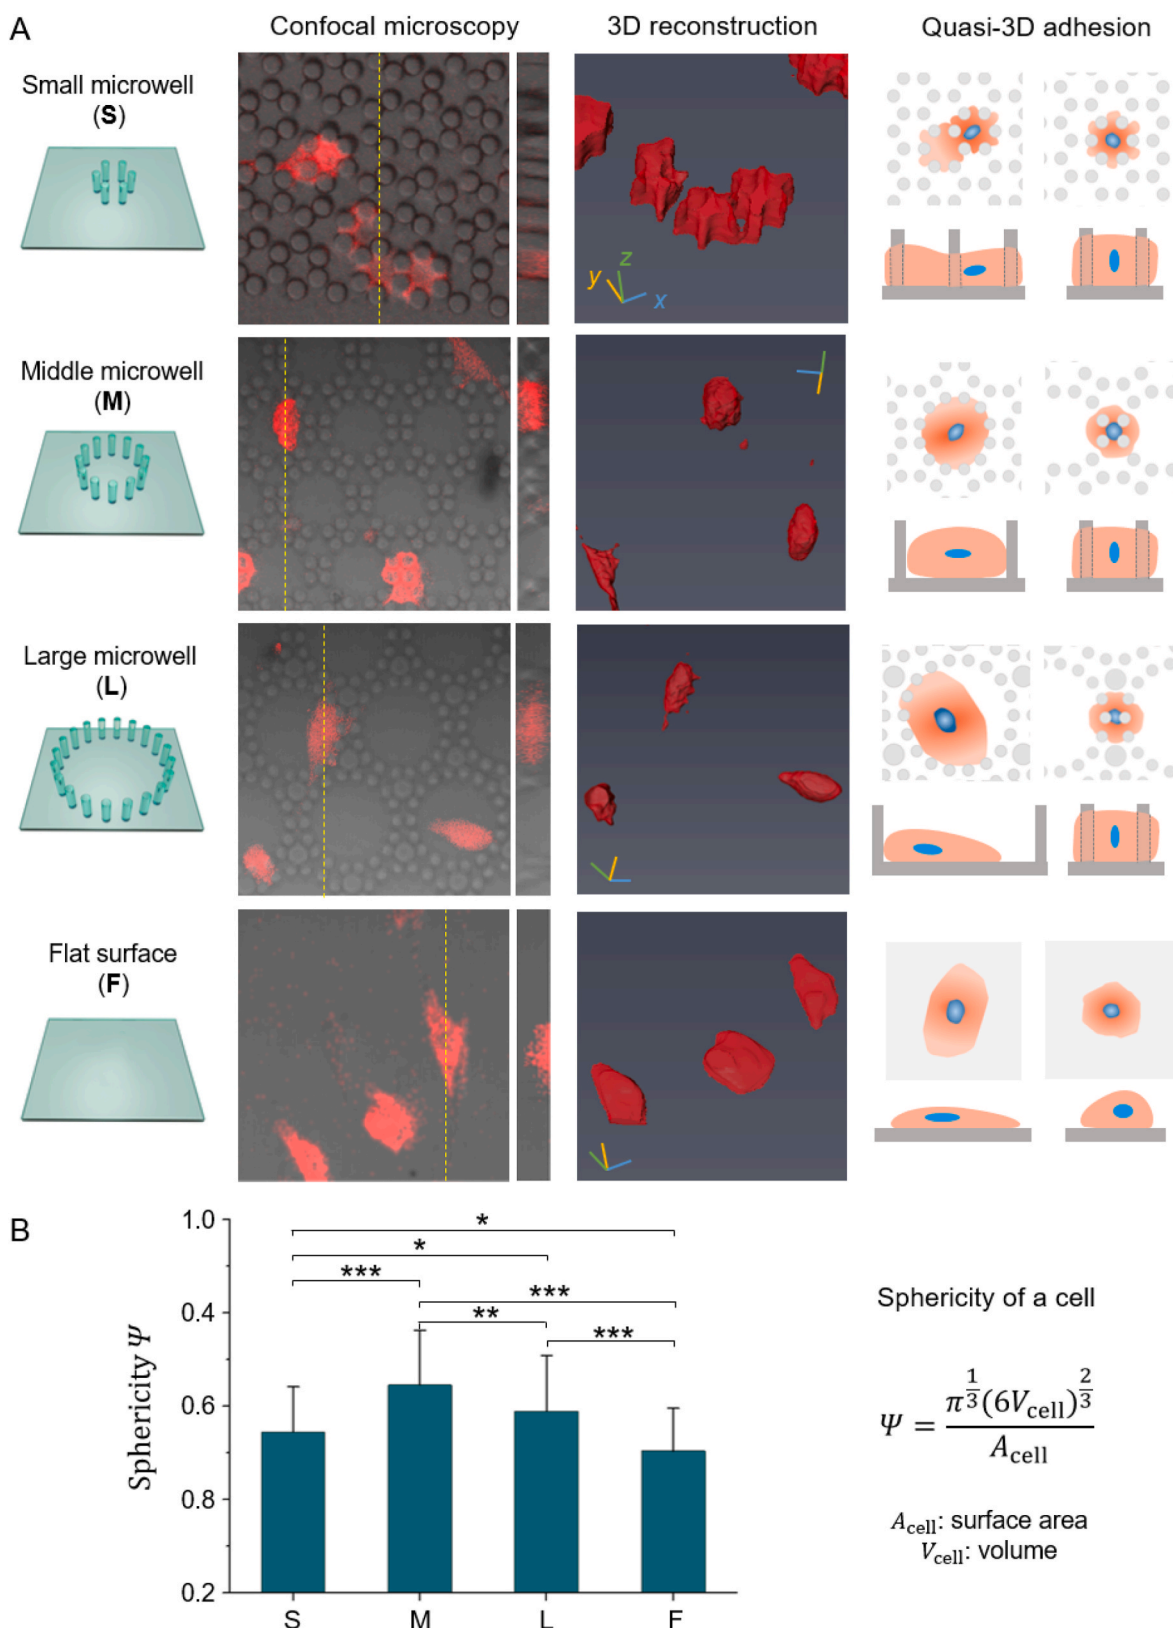 A
Confocal microscopy
3D reconstruction
Quasi-3D adhesion
Small microwell
(S)
z
y
x
Middle microwell
(M)
Large microwell
(L)
Flat surface
(F)
B
1.0
0.4
0.6
0.8
0.2
Sphericity Ψ
*
*
***
***
**
***
S M L F
Sphericity of a cell
Ψ = π^(1/3)(6V_cell)^(2/3) / A_cell
A_cell: surface area
V_cell: volume